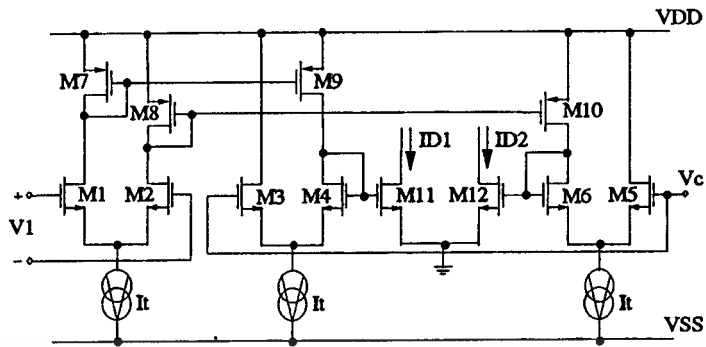 VDD
M7
M9
M8
M10
ID1
ID2
+
M1
M2
M3
M4
M11
M12
M6
M5
Vc
V1
-
It
It
It
VSS